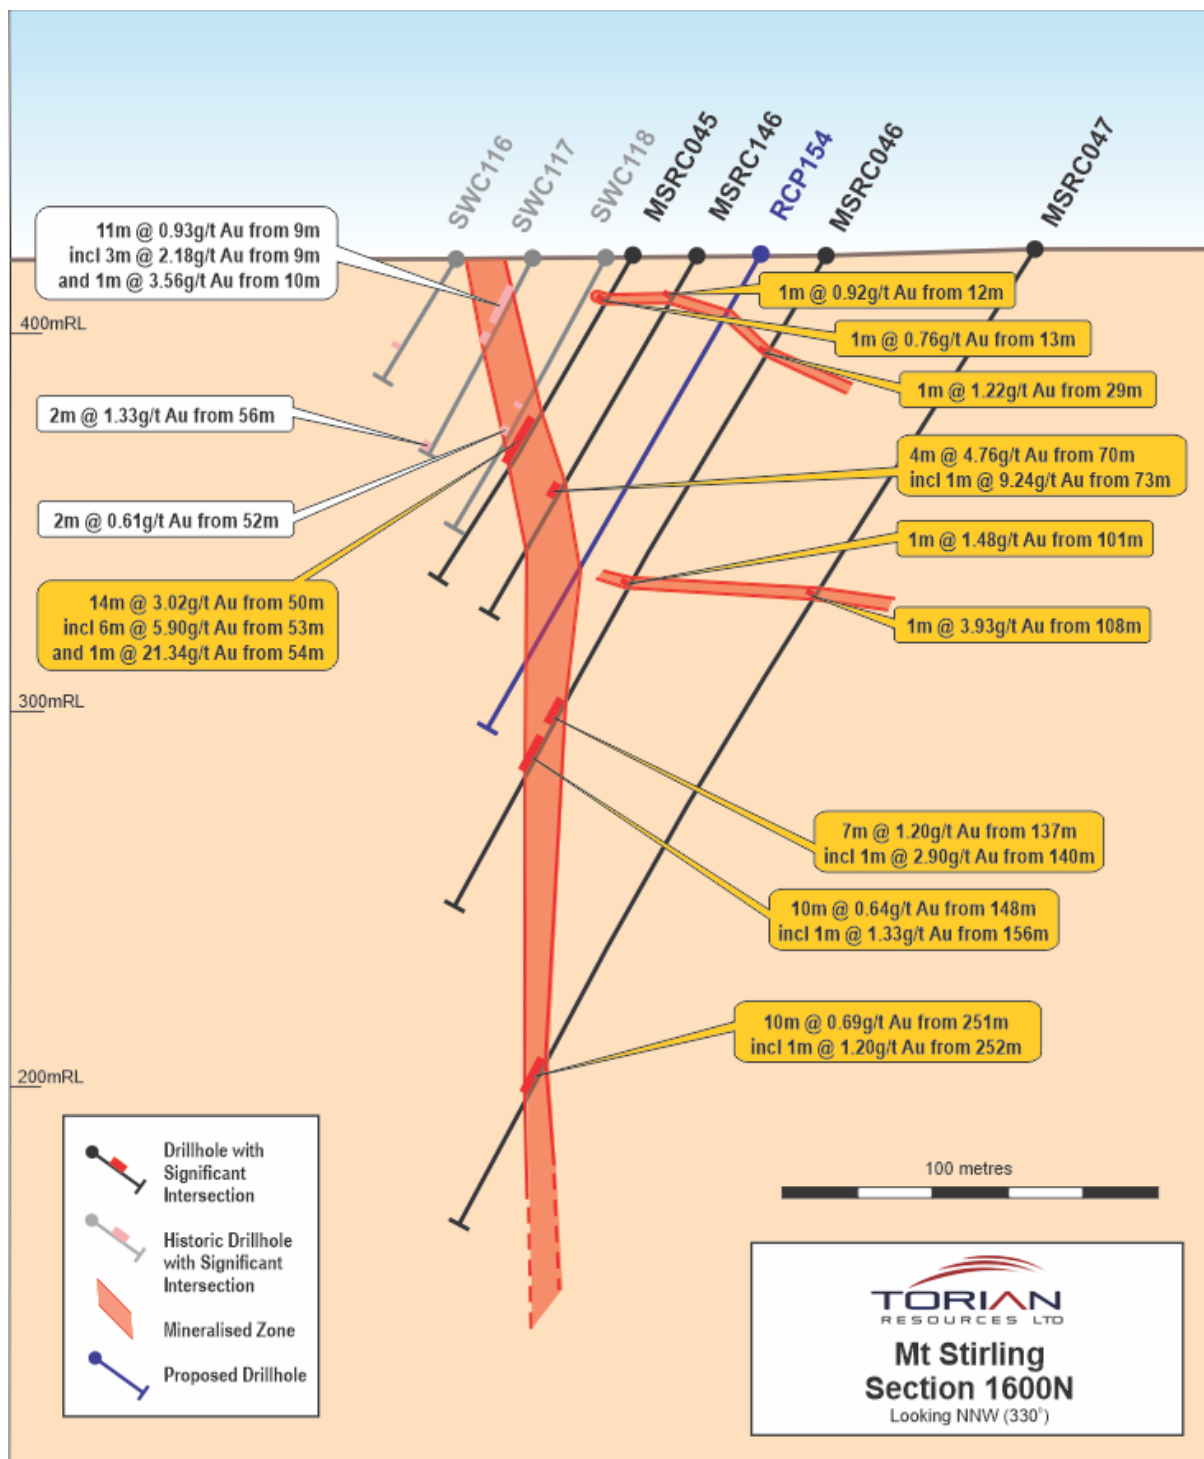 SWC116
SWC117
SWC118
MSRC045
MSRC146
RCP154
MSRC046
MSRC047
11m @ 0.93g/t Au from 9m
incl 3m @ 2.18g/t Au from 9m
and 1m @ 3.56g/t Au from 10m
1m @ 0.92g/t Au from 12m
400mRL
1m @ 0.76g/t Au from 13m
1m @ 1.22g/t Au from 29m
2m @ 1.33g/t Au from 56m
4m @ 4.76g/t Au from 70m
incl 1m @ 9.24g/t Au from 73m
2m @ 0.61g/t Au from 52m
1m @ 1.48g/t Au from 101m
14m @ 3.02g/t Au from 50m
incl 6m @ 5.90g/t Au from 53m
and 1m @ 21.34g/t Au from 54m
1m @ 3.93g/t Au from 108m
300mRL
7m @ 1.20g/t Au from 137m
incl 1m @ 2.90g/t Au from 140m
10m @ 0.64g/t Au from 148m
incl 1m @ 1.33g/t Au from 156m
10m @ 0.69g/t Au from 251m
incl 1m @ 1.20g/t Au from 252m
200mRL
Drillhole with
Significant
Intersection
Historic Drillhole
with Significant
Intersection
Mineralised Zone
Proposed Drillhole
100 metres
TORIAN
RESOURCES LTD
Mt Stirling
Section 1600N
Looking NNW (330°)